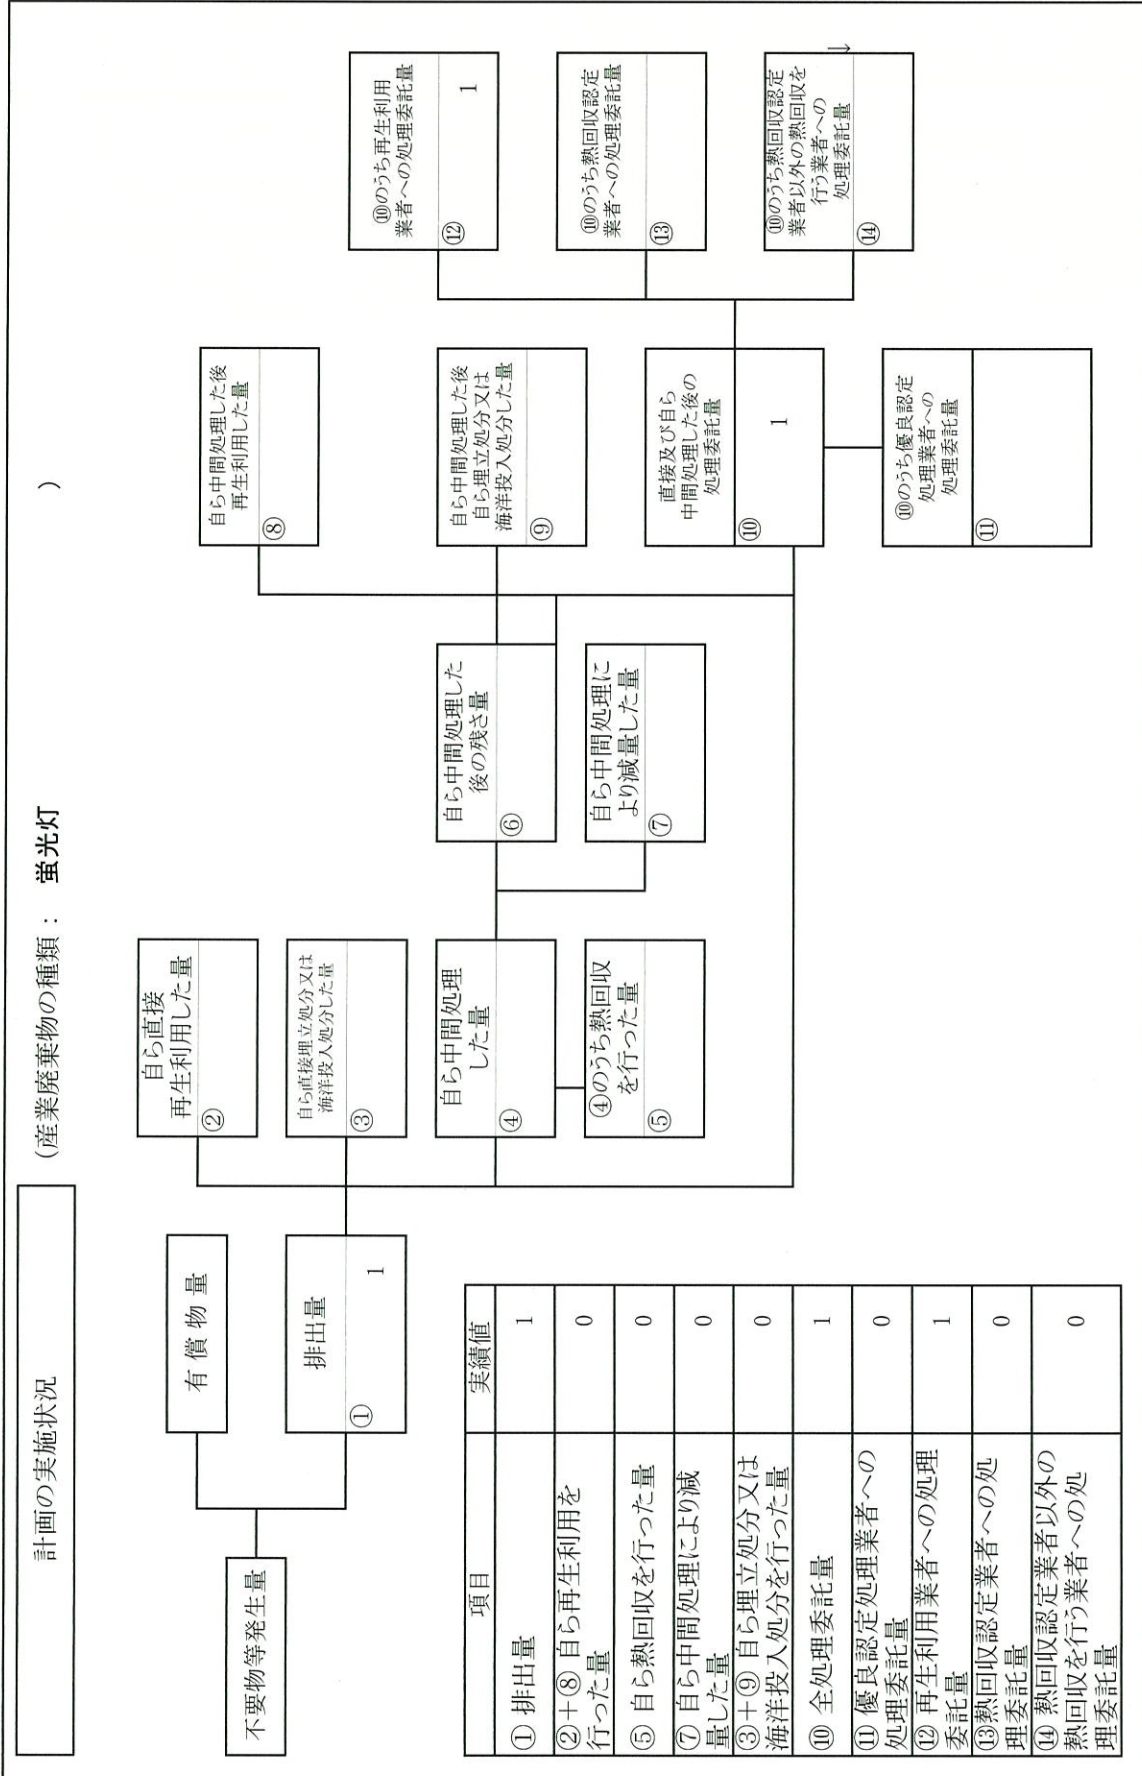 計画の実施状況
(産業廃棄物の種類： 蛍光灯 )
不要物等発生量
有償物量
排出量
① 1
自ら直接
再生利用した量
②
自ら直接埋立処分又は
海洋投入処分した量
③
自ら中間処理
した量
④
④のうち熱回収
を行った量
⑤
自ら中間処理した
後の残さ量
⑥
自ら中間処理に
より減量した量
⑦
自ら中間処理した後
再生利用した量
⑧
自ら中間処理した後
自ら埋立処分又は
海洋投入処分した量
⑨
直接及び自ら
中間処理した後の
処理委託量
⑩ 1
⑩のうち優良認定
処理業者への
処理委託量
⑪
⑩のうち再生利用
業者への処理委託量
⑫ 1
⑩のうち熱回収認定
業者への処理委託量
⑬
⑩のうち熱回収認定
業者以外の熱回収を
行う業者への
処理委託量
⑭
項目 実績値
① 排出量 1
②＋⑧ 自ら再生利用を
行った量 0
⑤ 自ら熱回収を行った量 0
⑦ 自ら中間処理により減
量した量 0
③＋⑨ 自ら埋立処分又は
海洋投入処分を行った量 0
⑩ 全処理委託量 1
⑪ 優良認定処理業者への
処理委託量 0
⑫ 再生利用業者への処理
委託量 1
⑬熱回収認定業者への処
理委託量 0
⑭ 熱回収認定業者以外の
熱回収を行う業者への処
理委託量 0